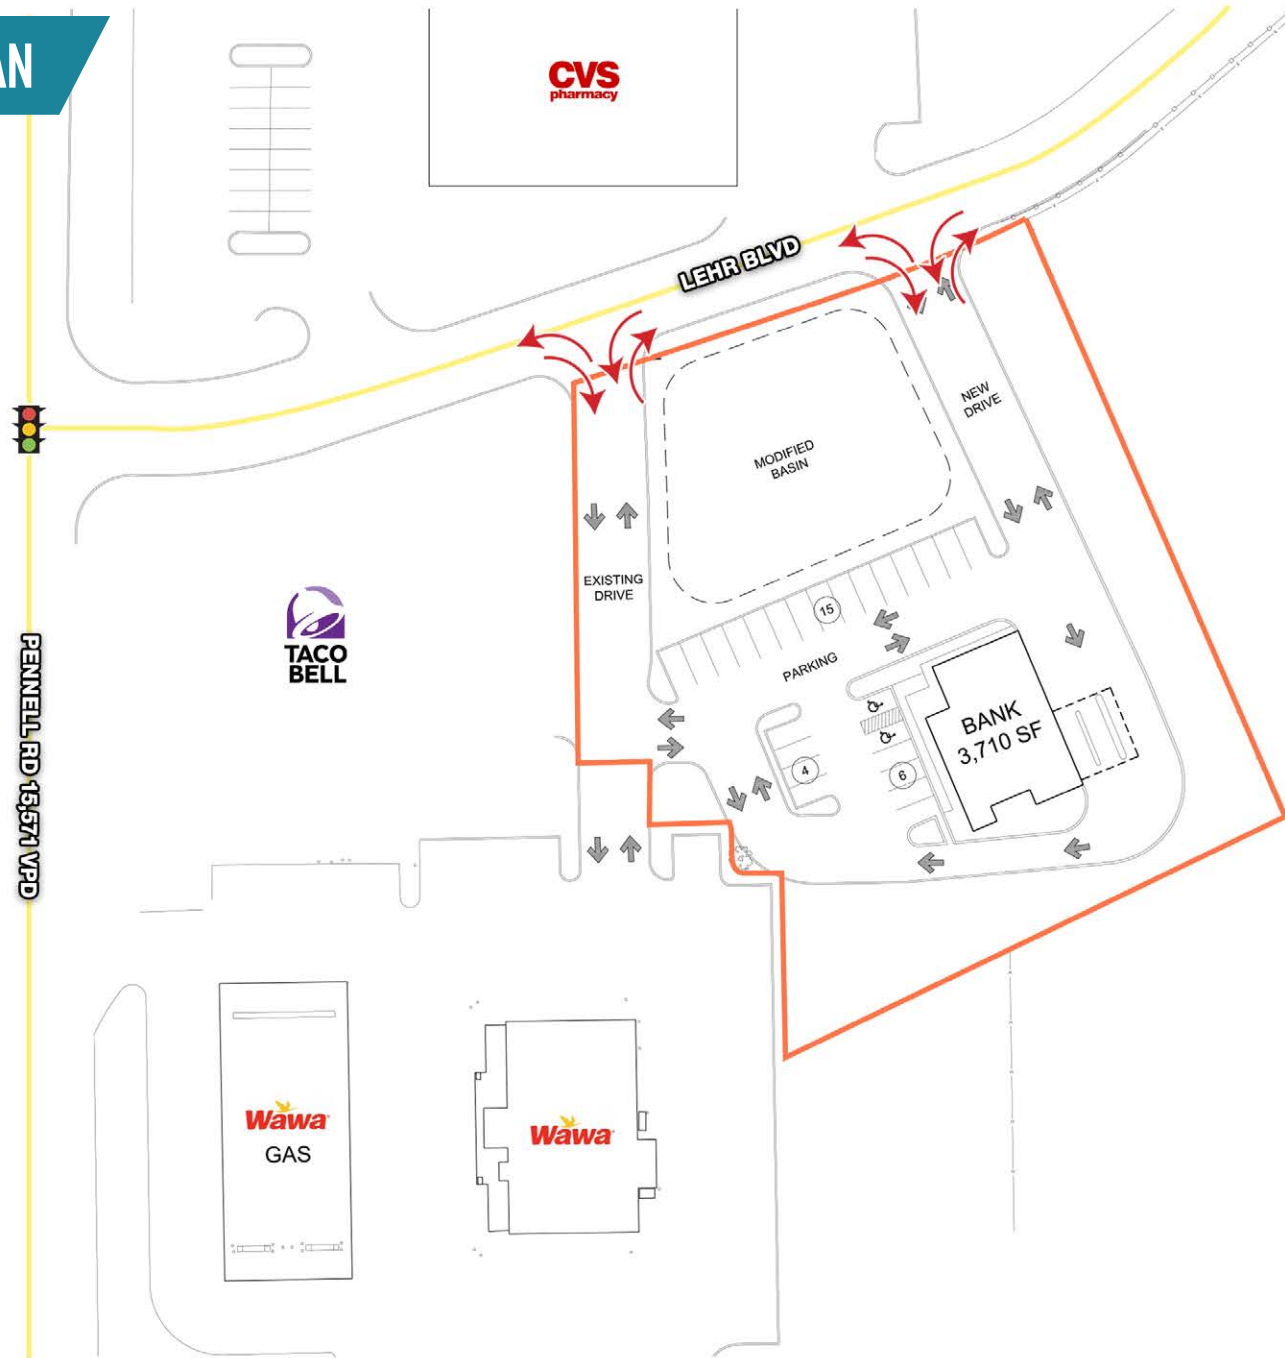 AN
CVS
pharmacy
LEHR BLVD
NEW
DRIVE
MODIFIED
BASIN
EXISTING
DRIVE
15
PARKING
TACO
BELL
BANK
3,710 SF
4
6
PENNELL RD 15,571 VPD
Wawa
GAS
Wawa